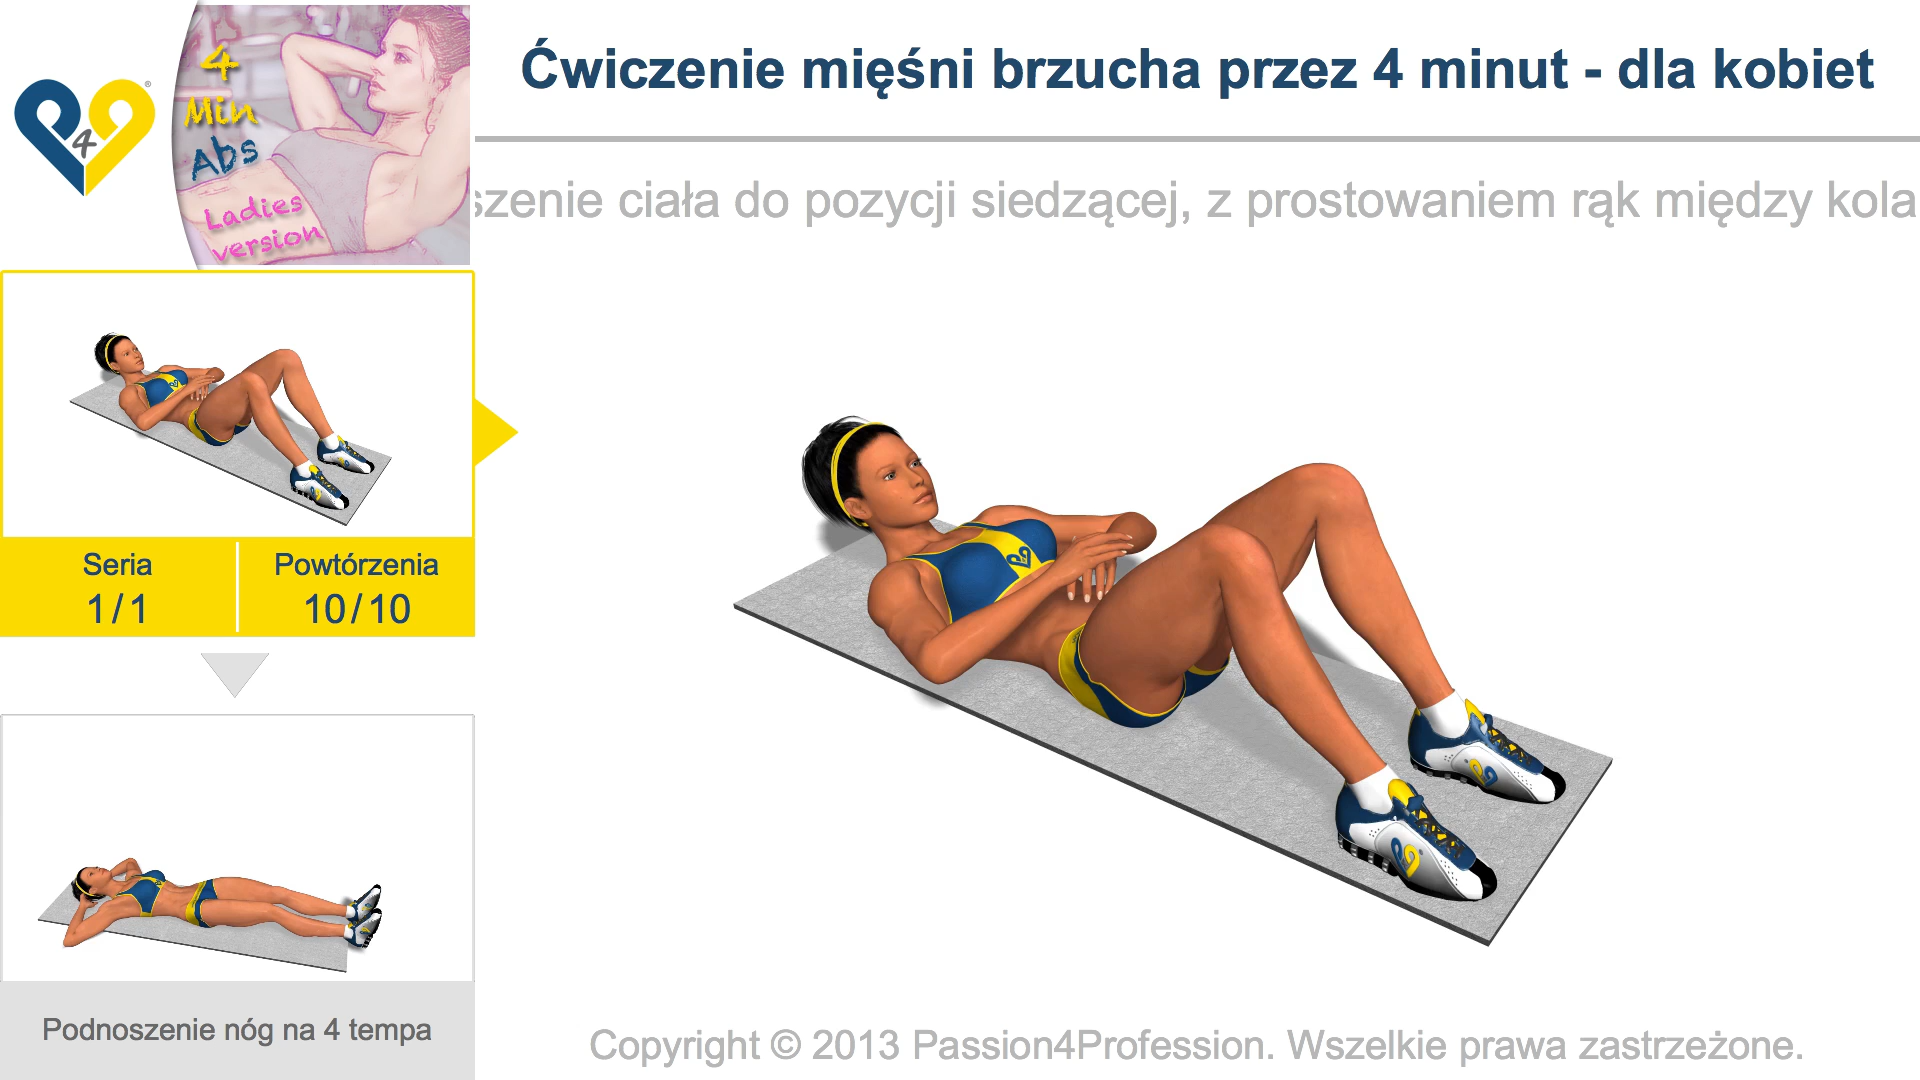 4
Min
Abs
Ladies
version
4
®
Ćwiczenie mięśni brzucha przez 4 minut - dla kobiet
szenie ciała do pozycji siedzącej, z prostowaniem rąk między kola
Seria
1/1
Powtórzenia
10/10
Podnoszenie nóg na 4 tempa
Copyright © 2013 Passion4Profession. Wszelkie prawa zastrzeżone.